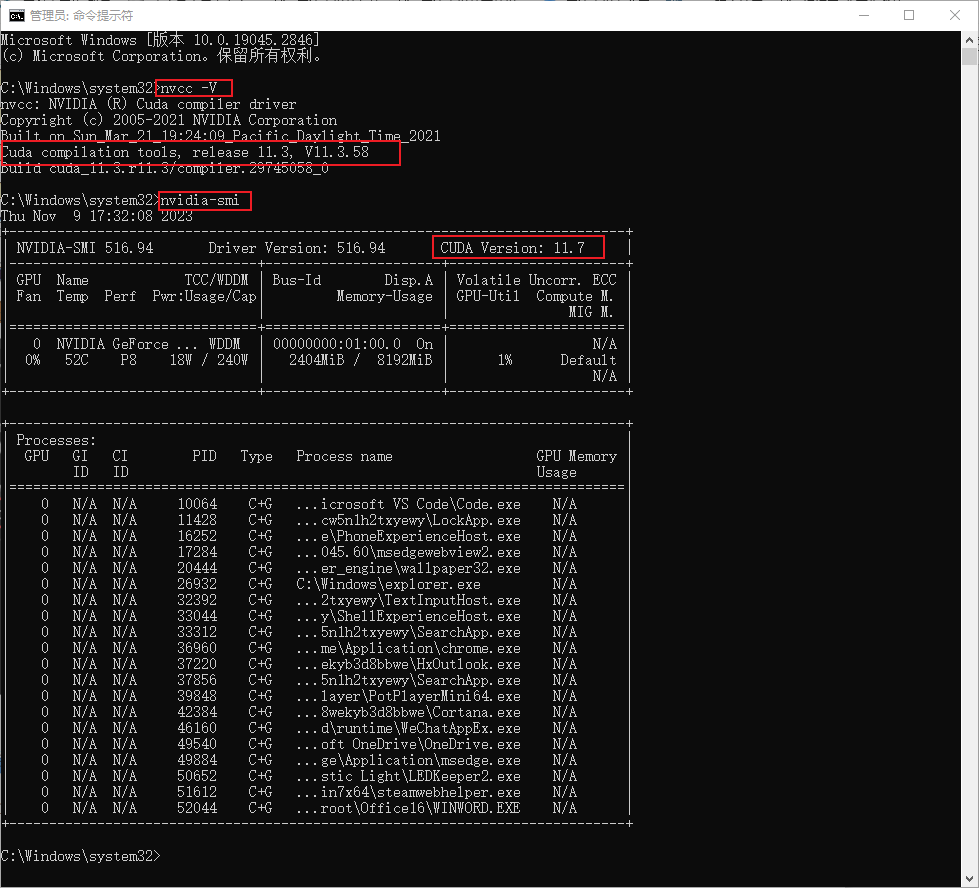 管理员: 命令提示符
Microsoft Windows [版本 10.0.19045.2846]
(c) Microsoft Corporation。保留所有权利。
C:\Windows\system32>nvcc -V
nvcc: NVIDIA (R) Cuda compiler driver
Copyright (c) 2005-2021 NVIDIA Corporation
Built on Sun_Mar_21_19:24:09_Pacific_Daylight_Time_2021
Cuda compilation tools, release 11.3, V11.3.58
Build cuda_11.3.r11.3/compiler.29745058_0
C:\Windows\system32>nvidia-smi
Thu Nov  9 17:32:08 2023
NVIDIA-SMI 516.94 Driver Version: 516.94 CUDA Version: 11.7
GPU Name TCC/WDDM Bus-Id Disp.A Volatile Uncorr. ECC
Fan Temp Perf Pwr:Usage/Cap Memory-Usage GPU-Util Compute M.
MIG M.
0 NVIDIA GeForce ... WDDM 00000000:01:00.0 On N/A
0% 52C P8 18W / 240W 2404MiB / 8192MiB 1% Default
N/A
Processes:
GPU GI CI PID Type Process name GPU Memory
ID ID Usage
0 N/A N/A 10064 C+G ...icrosoft VS Code\Code.exe N/A
0 N/A N/A 11428 C+G ...cw5n1h2txyewy\LockApp.exe N/A
0 N/A N/A 16252 C+G ...e\PhoneExperienceHost.exe N/A
0 N/A N/A 17284 C+G ...045.60\msedgewebview2.exe N/A
0 N/A N/A 20444 C+G ...er_engine\wallpaper32.exe N/A
0 N/A N/A 26932 C+G C:\Windows\explorer.exe N/A
0 N/A N/A 32392 C+G ...2txyewy\TextInputHost.exe N/A
0 N/A N/A 33044 C+G ...y\ShellExperienceHost.exe N/A
0 N/A N/A 33312 C+G ...5n1h2txyewy\SearchApp.exe N/A
0 N/A N/A 36960 C+G ...me\Application\chrome.exe N/A
0 N/A N/A 37220 C+G ...ekyb3d8bbwe\HxOutlook.exe N/A
0 N/A N/A 37856 C+G ...5n1h2txyewy\SearchApp.exe N/A
0 N/A N/A 39848 C+G ...layer\PotPlayerMini64.exe N/A
0 N/A N/A 42384 C+G ...8wekyb3d8bbwe\Cortana.exe N/A
0 N/A N/A 46160 C+G ...d\runtime\WeChatAppEx.exe N/A
0 N/A N/A 49540 C+G ...oft OneDrive\OneDrive.exe N/A
0 N/A N/A 49884 C+G ...ge\Application\msedge.exe N/A
0 N/A N/A 50652 C+G ...stic Light\LEDKeeper2.exe N/A
0 N/A N/A 51612 C+G ...in7x64\steamwebhelper.exe N/A
0 N/A N/A 52044 C+G ...root\Office16\WINWORD.EXE N/A
C:\Windows\system32>